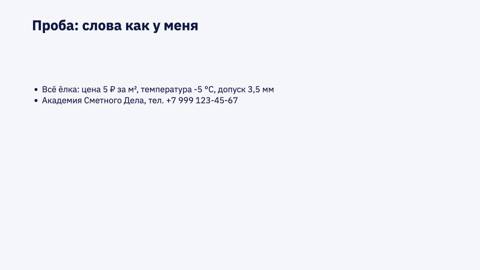 Проба: слова как у меня
• Всё ёлка: цена 5 ₽ за м², температура -5 °C, допуск 3,5 мм
• Академия Сметного Дела, тел. +7 999 123-45-67